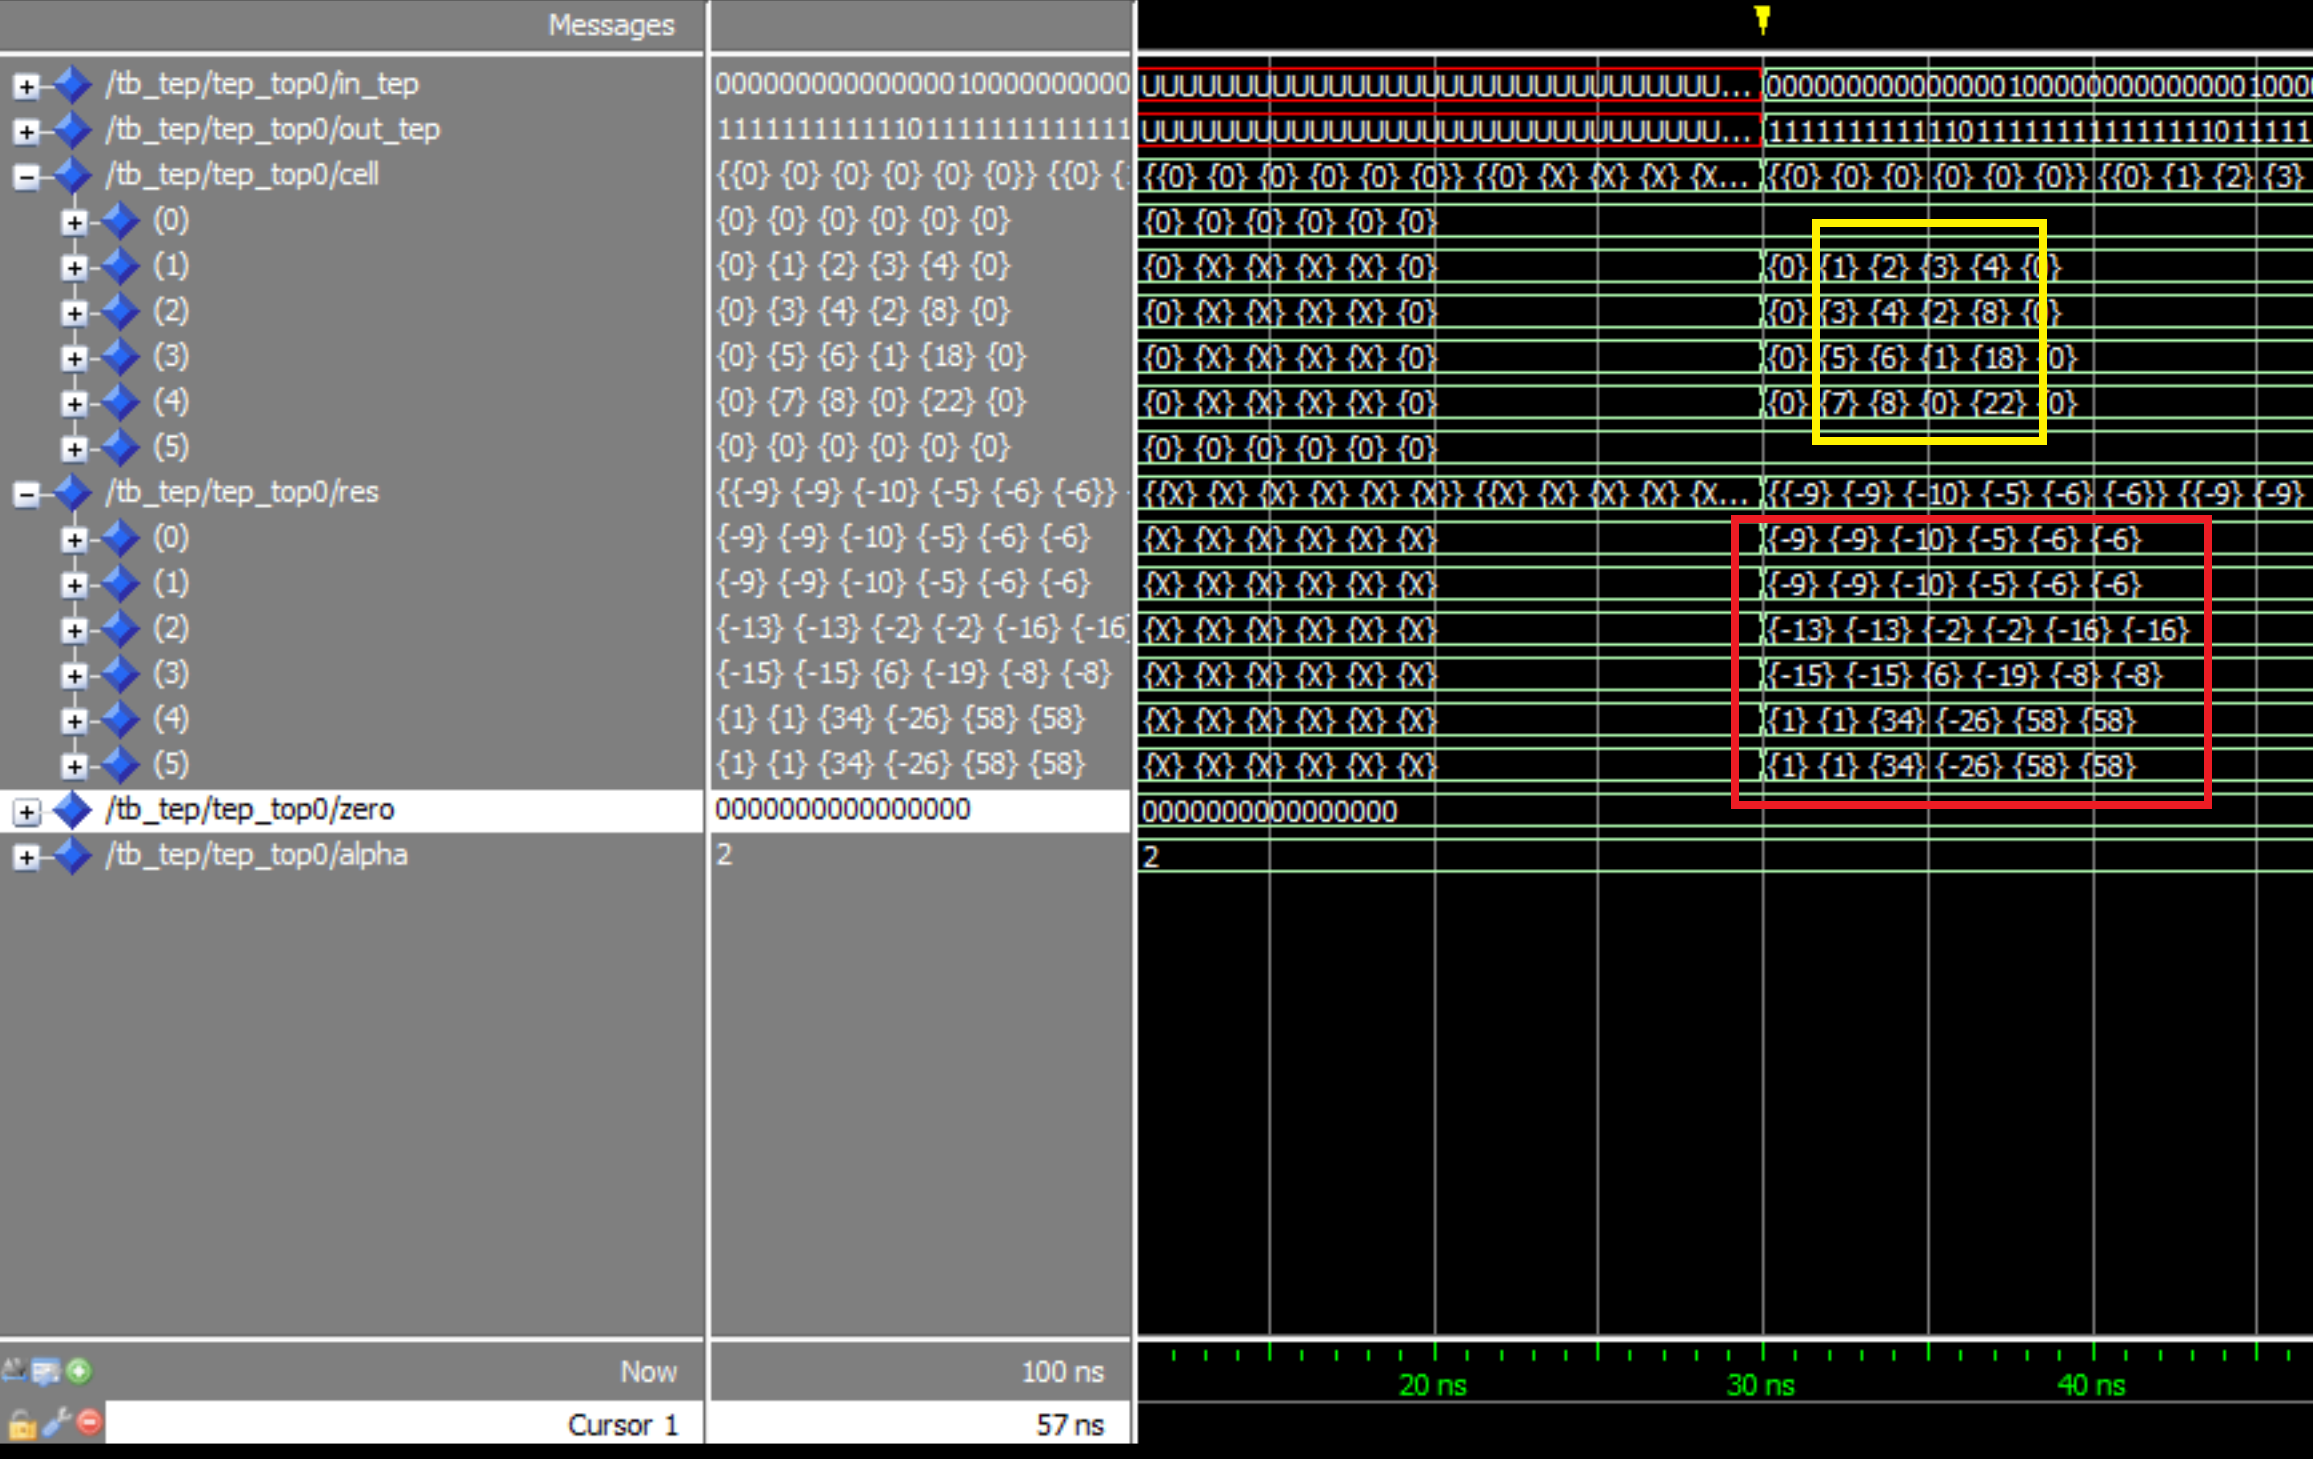 Messages
/tb_tep/tep_top0/in_tep 0000000000000001000000000000 UUUUUUUUUUUUUUUUUUUUUUUUUUUUUUU... 00000000000000010000000000000001000
/tb_tep/tep_top0/out_tep 1111111111110111111111111111 UUUUUUUUUUUUUUUUUUUUUUUUUUUUUUU... 1111111111110111111111111111101111
/tb_tep/tep_top0/cell {{0} {0} {0} {0} {0} {0}} {{0} {: {{0} {0} {0} {0} {0} {0}} {{0} {X} {X} {X} {X... {{0} {0} {0} {0} {0} {0}} {{0} {1} {2} {3}
(0) {0} {0} {0} {0} {0} {0} {0} {0} {0} {0} {0} {0}
(1) {0} {1} {2} {3} {4} {0} {0} {X} {X} {X} {X} {0} {0} {1} {2} {3} {4} {0}
(2) {0} {3} {4} {2} {8} {0} {0} {X} {X} {X} {X} {0} {0} {3} {4} {2} {8} {0}
(3) {0} {5} {6} {1} {18} {0} {0} {X} {X} {X} {X} {0} {0} {5} {6} {1} {18} {0}
(4) {0} {7} {8} {0} {22} {0} {0} {X} {X} {X} {X} {0} {0} {7} {8} {0} {22} {0}
(5) {0} {0} {0} {0} {0} {0} {0} {0} {0} {0} {0} {0}
/tb_tep/tep_top0/res {{-9} {-9} {-10} {-5} {-6} {-6}} {{X} {X} {X} {X} {X} {X}} {{X} {X} {X} {X} {X... {{-9} {-9} {-10} {-5} {-6} {-6}} {{-9} {-9}
(0) {-9} {-9} {-10} {-5} {-6} {-6} {X} {X} {X} {X} {X} {X} {-9} {-9} {-10} {-5} {-6} {-6}
(1) {-9} {-9} {-10} {-5} {-6} {-6} {X} {X} {X} {X} {X} {X} {-9} {-9} {-10} {-5} {-6} {-6}
(2) {-13} {-13} {-2} {-2} {-16} {-16 {X} {X} {X} {X} {X} {X} {-13} {-13} {-2} {-2} {-16} {-16}
(3) {-15} {-15} {6} {-19} {-8} {-8} {X} {X} {X} {X} {X} {X} {-15} {-15} {6} {-19} {-8} {-8}
(4) {1} {1} {34} {-26} {58} {58} {X} {X} {X} {X} {X} {X} {1} {1} {34} {-26} {58} {58}
(5) {1} {1} {34} {-26} {58} {58} {X} {X} {X} {X} {X} {X} {1} {1} {34} {-26} {58} {58}
/tb_tep/tep_top0/zero 0000000000000000 0000000000000000
/tb_tep/tep_top0/alpha 2 2
Now 100 ns 20 ns 30 ns 40 ns
Cursor 1 57 ns